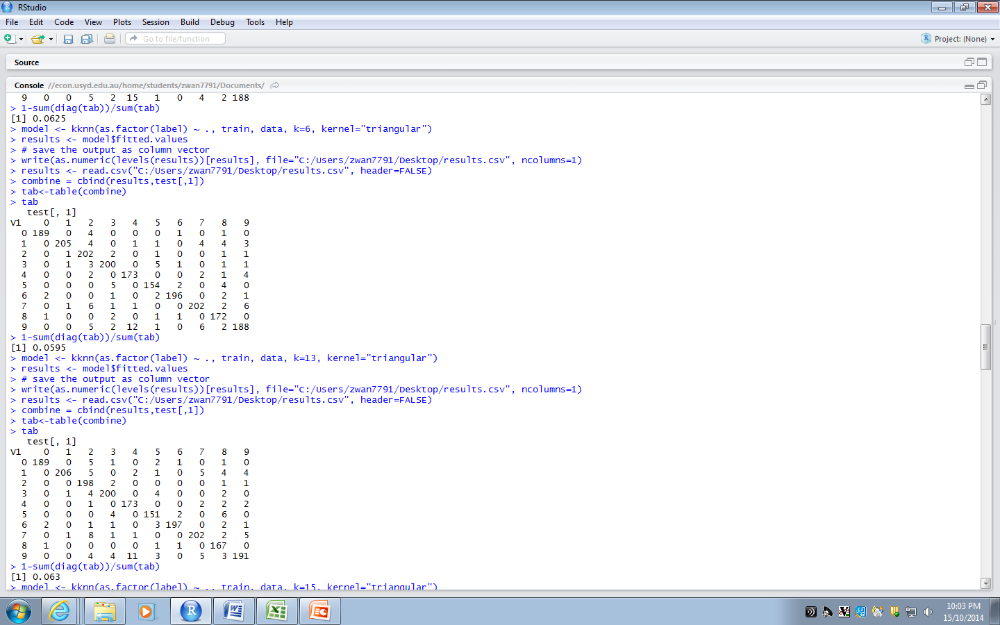 RStudio
File Edit Code View Plots Session Build Debug Tools Help
Go to file/function
Project: (None)
Source
Console //econ.usyd.edu.au/home/students/zwan7791/Documents/
9 0 0 5 2 15 1 0 4 2 188
> 1-sum(diag(tab))/sum(tab)
[1] 0.0625
> model <- kknn(as.factor(label) ~ ., train, data, k=6, kernel="triangular")
> results <- model$fitted.values
> # save the output as column vector
> write(as.numeric(levels(results))[results], file="C:/Users/zwan7791/Desktop/results.csv", ncolumns=1)
> results <- read.csv("C:/Users/zwan7791/Desktop/results.csv", header=FALSE)
> combine = cbind(results,test[,1])
> tab<-table(combine)
> tab
test[, 1]
V1 0 1 2 3 4 5 6 7 8 9
0 189 0 4 0 0 0 1 0 1 0
1 0 205 4 0 1 1 0 4 4 3
2 0 1 202 2 0 1 0 0 1 1
3 0 1 3 200 0 5 1 0 1 1
4 0 0 2 0 173 0 0 2 1 4
5 0 0 0 5 0 154 2 0 4 0
6 2 0 0 1 0 2 196 0 2 1
7 0 1 6 1 1 0 0 202 2 6
8 1 0 0 2 0 1 1 0 172 0
9 0 0 5 2 12 1 0 6 2 188
> 1-sum(diag(tab))/sum(tab)
[1] 0.0595
> model <- kknn(as.factor(label) ~ ., train, data, k=13, kernel="triangular")
> results <- model$fitted.values
> # save the output as column vector
> write(as.numeric(levels(results))[results], file="C:/Users/zwan7791/Desktop/results.csv", ncolumns=1)
> results <- read.csv("C:/Users/zwan7791/Desktop/results.csv", header=FALSE)
> combine = cbind(results,test[,1])
> tab<-table(combine)
> tab
test[, 1]
V1 0 1 2 3 4 5 6 7 8 9
0 189 0 5 1 0 2 1 0 1 0
1 0 206 5 0 2 1 0 5 4 4
2 0 0 198 2 0 0 0 0 1 1
3 0 1 4 200 0 4 0 0 2 0
4 0 0 1 0 173 0 0 2 2 2
5 0 0 0 4 0 151 2 0 6 0
6 2 0 1 1 0 3 197 0 2 1
7 0 1 8 1 1 0 0 202 2 5
8 1 0 0 0 0 1 1 0 167 0
9 0 0 4 4 11 3 0 5 3 191
> 1-sum(diag(tab))/sum(tab)
[1] 0.063
> model <- kknn(as.factor(label) ~ ., train, data, k=15, kernel="triangular")
10:03 PM
15/10/2014